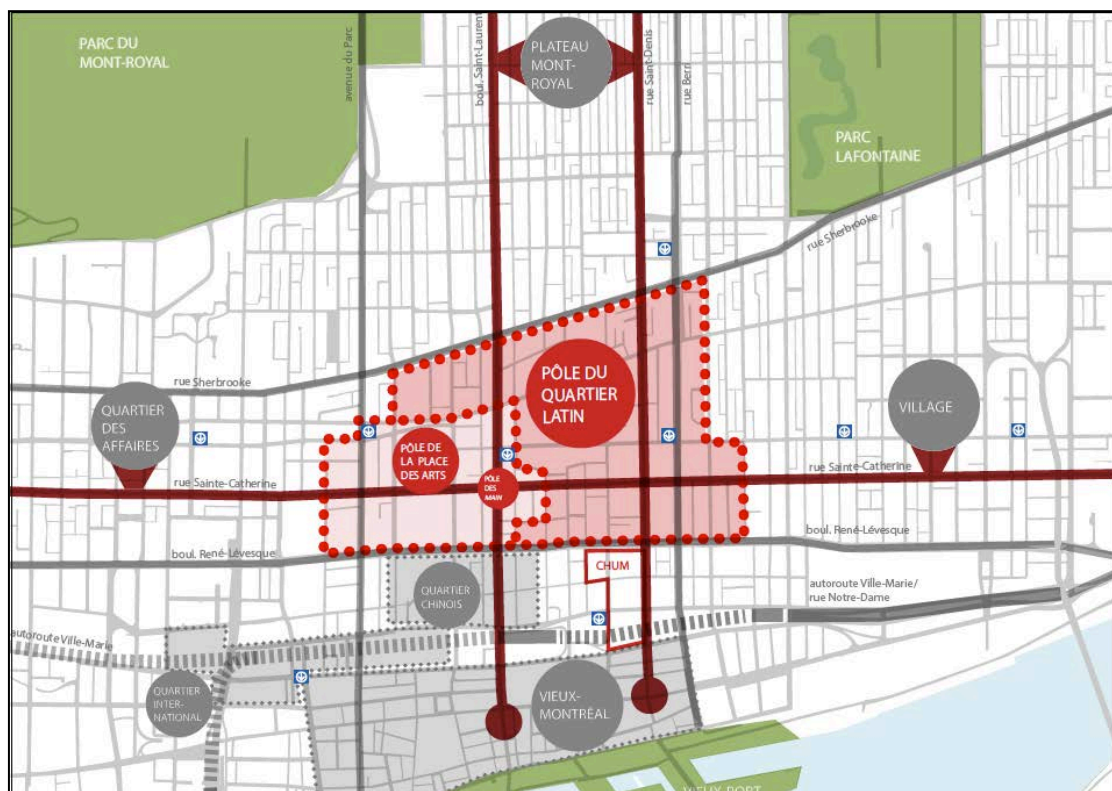 PARC DU
MONT-ROYAL
avenue du Parc
boul. Saint-Laurent
PLATEAU
MONT-
ROYAL
rue Saint-Denis
rue Berri
PARC
LAFONTAINE
rue Sherbrooke
rue Sherbrooke
QUARTIER
DES
AFFAIRES
PÔLE DU
QUARTIER
LATIN
VILLAGE
PÔLE DE
LA PLACE
DES ARTS
PÔLE
DES
MAIN
rue Sainte-Catherine
rue Sainte-Catherine
boul. René-Lévesque
boul. René-Lévesque
CHUM
QUARTIER
CHINOIS
autoroute Ville-Marie/
rue Notre-Dame
autoroute Ville-Marie
QUARTIER
INTER-
NATIONAL
VIEUX-
MONTRÉAL
VIEUX-PORT